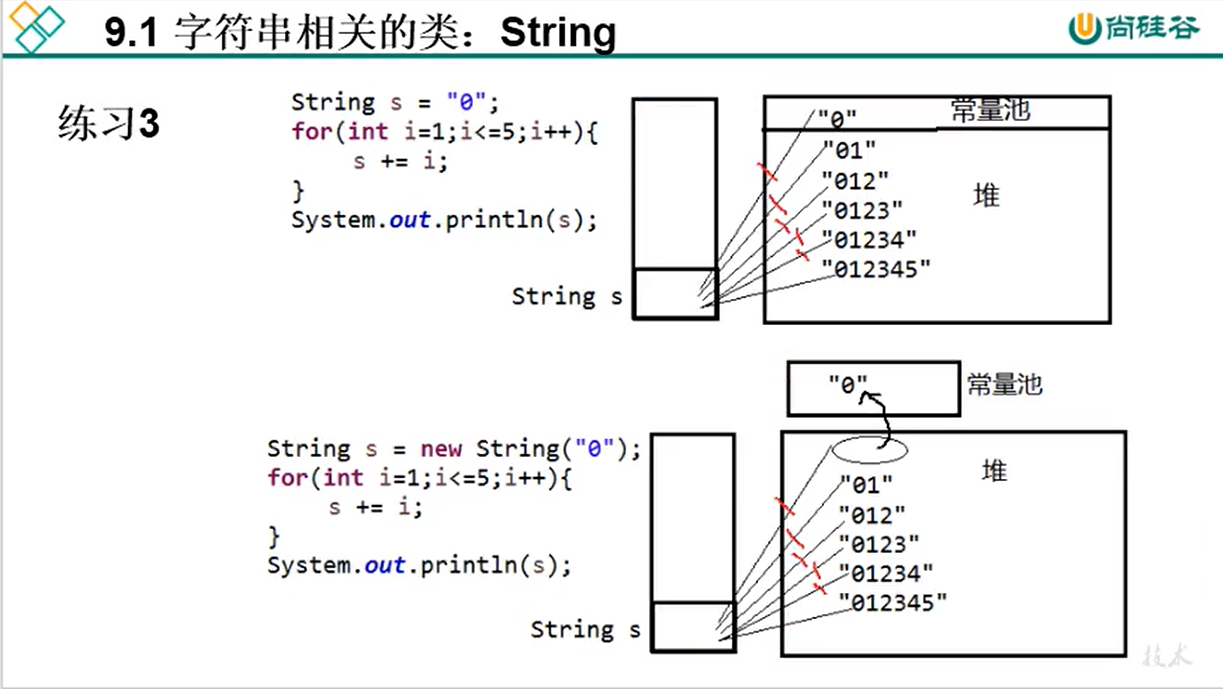 9.1 字符串相关的类：String
尚硅谷
练习3
String s = "0";
for(int i=1;i<=5;i++){
s += i;
}
System.out.println(s);
String s
"0"
常量池
"01"
"012"
"0123"
"01234"
"012345"
堆
"0"
常量池
String s = new String("0");
for(int i=1;i<=5;i++){
s += i;
}
System.out.println(s);
String s
堆
"01"
"012"
"0123"
"01234"
"012345"
技术